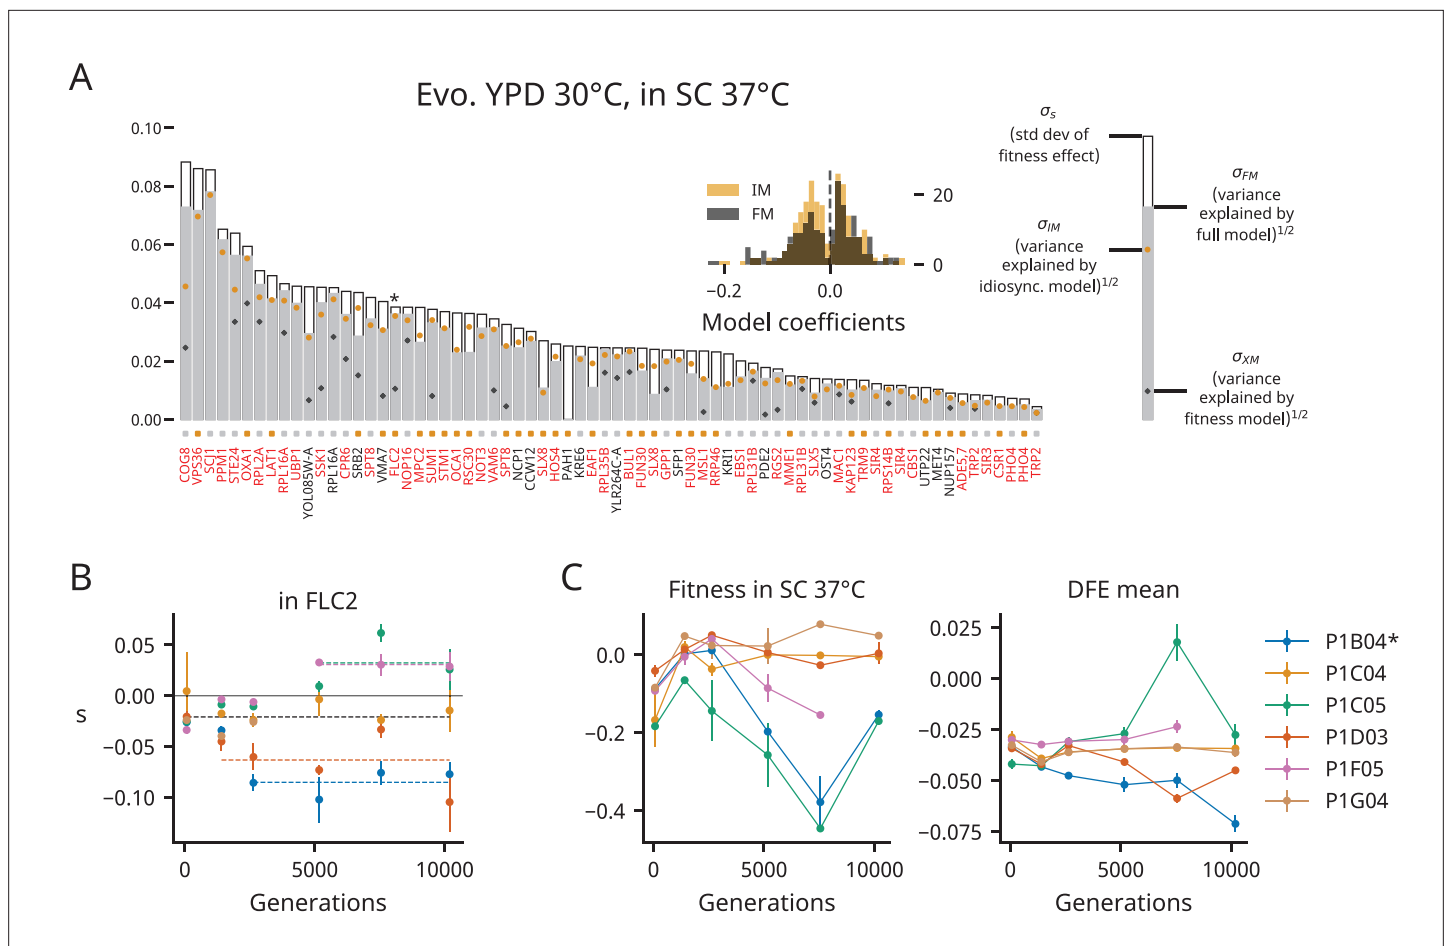 A
Evo. YPD 30°C, in SC 37°C
0.10
0.08
0.06
0.04
0.02
0.00
*
IM
FM
20
0
−0.2
0.0
Model coefficients
σs
(std dev of
fitness effect)
σFM
(variance
explained by
full model)1/2
σIM
(variance
explained by
idiosync. model)1/2
σXM
(variance
explained by
fitness model)1/2
COG8
VPS36
SCJ1
PPM1
STE24
OXA1
RPL2A
LAT1
RPL16A
UBP1
YOL085W-A
SSK1
RPL16A
CPR6
SRB2
SPT8
VMA7
FLC2
NOP16
MPC2
SUM1
STM1
OCA1
RSC30
NOT3
VAM6
SPT8
NCP1
CCW12
SLX8
HOS4
PAH1
KRE6
EAF1
RPL35B
YLR264C-A
BUL1
FUN30
SLX8
GPP1
SFP1
FUN30
MSL1
RRP46
KRI1
EBS1
RPL31B
PDE2
RGS2
MME1
RPL31B
SLX5
OST4
MAC1
KAP123
TRM9
SIR4
RPS14B
SIR4
CBS1
UTP22
MET4
NUP157
ADE5,7
TRP2
SIR3
CSR1
PHO4
PHO4
TRP2
B
in FLC2
0.05
0.00
−0.05
−0.10
s
0
5000
10000
Generations
C
Fitness in SC 37°C
0.0
−0.2
−0.4
0
5000
10000
Generations
DFE mean
0.025
0.000
−0.025
−0.050
−0.075
0
5000
10000
Generations
P1B04*
P1C04
P1C05
P1D03
P1F05
P1G04